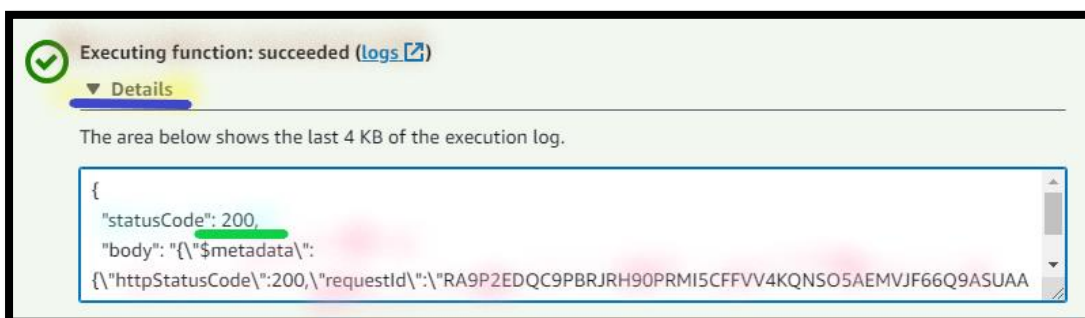 Executing function: succeeded (logs)
▼ Details
The area below shows the last 4 KB of the execution log.
{
"statusCode": 200,
"body": "{\"$metadata\":
{\"httpStatusCode\":200,\"requestId\":\"RA9P2EDQC9PBRJRH90PRMI5CFFVV4KQNSO5AEMVJF66Q9ASUAA